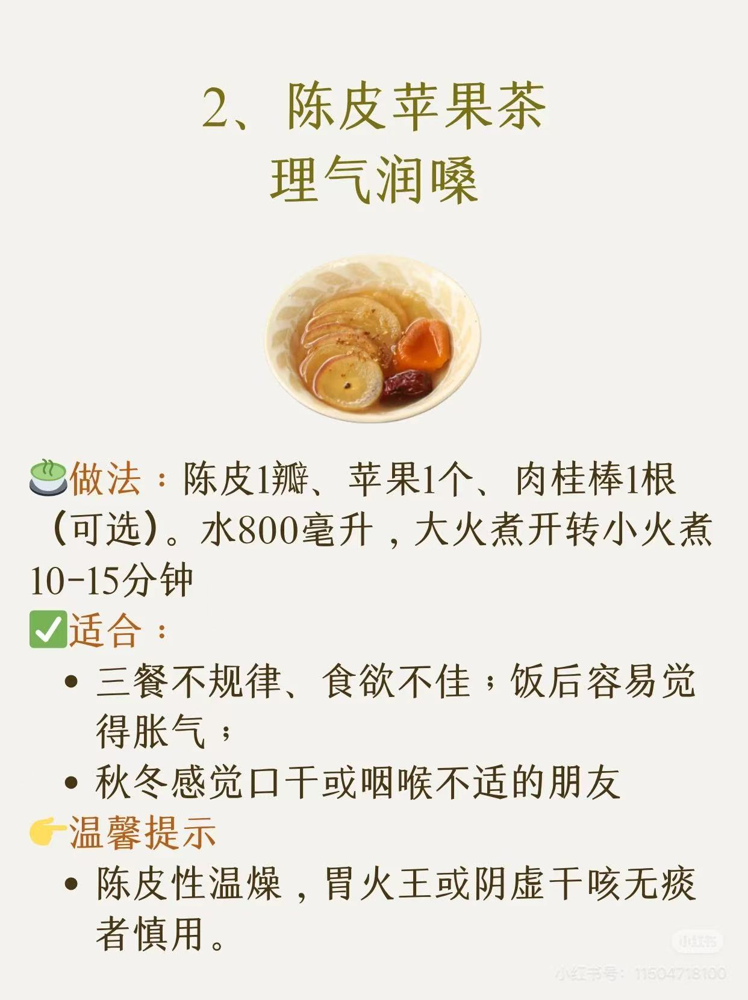 2、陈皮苹果茶
理气润嗓
做法：陈皮1瓣、苹果1个、肉桂棒1根
（可选）。水800毫升，大火煮开转小火煮
10-15分钟
适合：
• 三餐不规律、食欲不佳；饭后容易觉
得胀气；
• 秋冬感觉口干或咽喉不适的朋友
温馨提示
• 陈皮性温燥，胃火王或阴虚干咳无痰
者慎用。
小红书
小红书号：11504718100